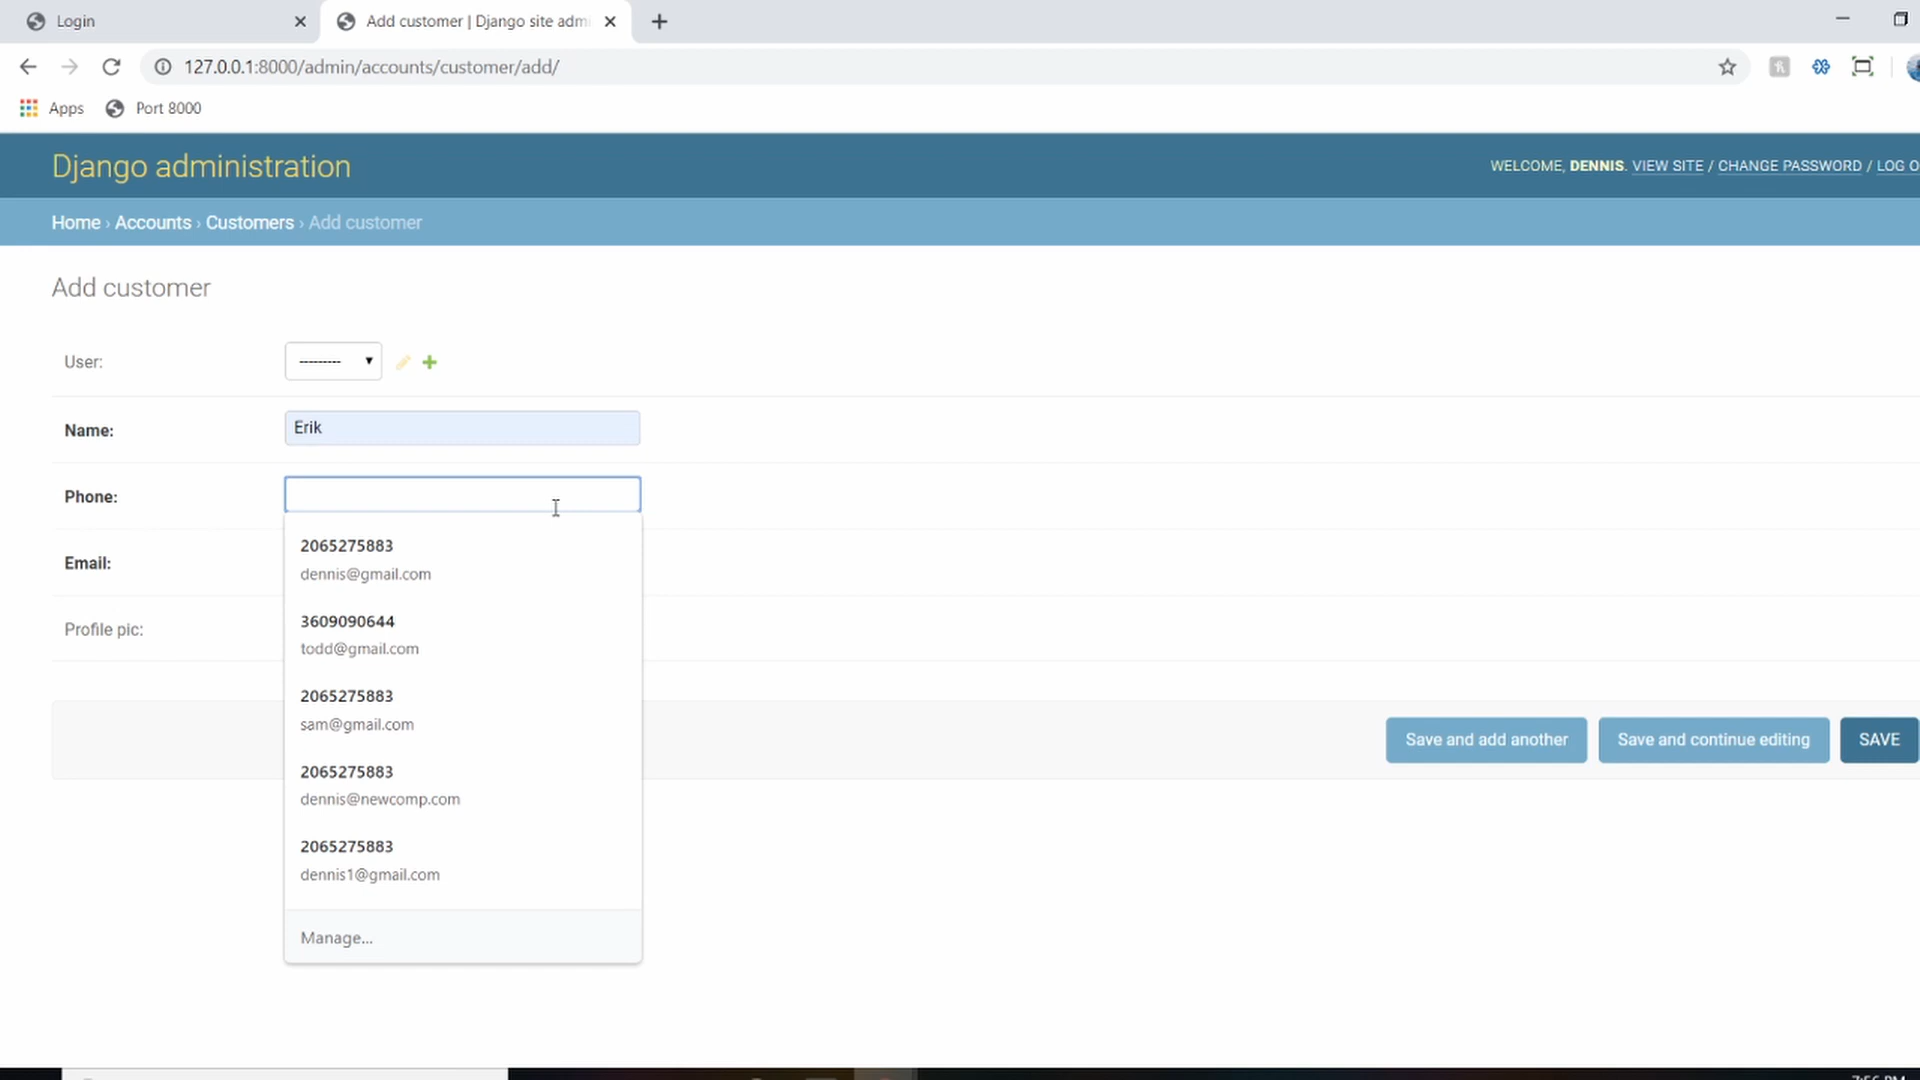 Login
Add customer | Django site adm
127.0.0.1:8000/admin/accounts/customer/add/
Apps
Port 8000
Django administration
WELCOME, DENNIS. VIEW SITE / CHANGE PASSWORD / LOG O
Home › Accounts › Customers › Add customer
Add customer
User:
---------
Name:
Erik
Phone:
2065275883
dennis@gmail.com
Email:
3609090644
todd@gmail.com
Profile pic:
2065275883
sam@gmail.com
Save and add another
Save and continue editing
SAVE
2065275883
dennis@newcomp.com
2065275883
dennis1@gmail.com
Manage...